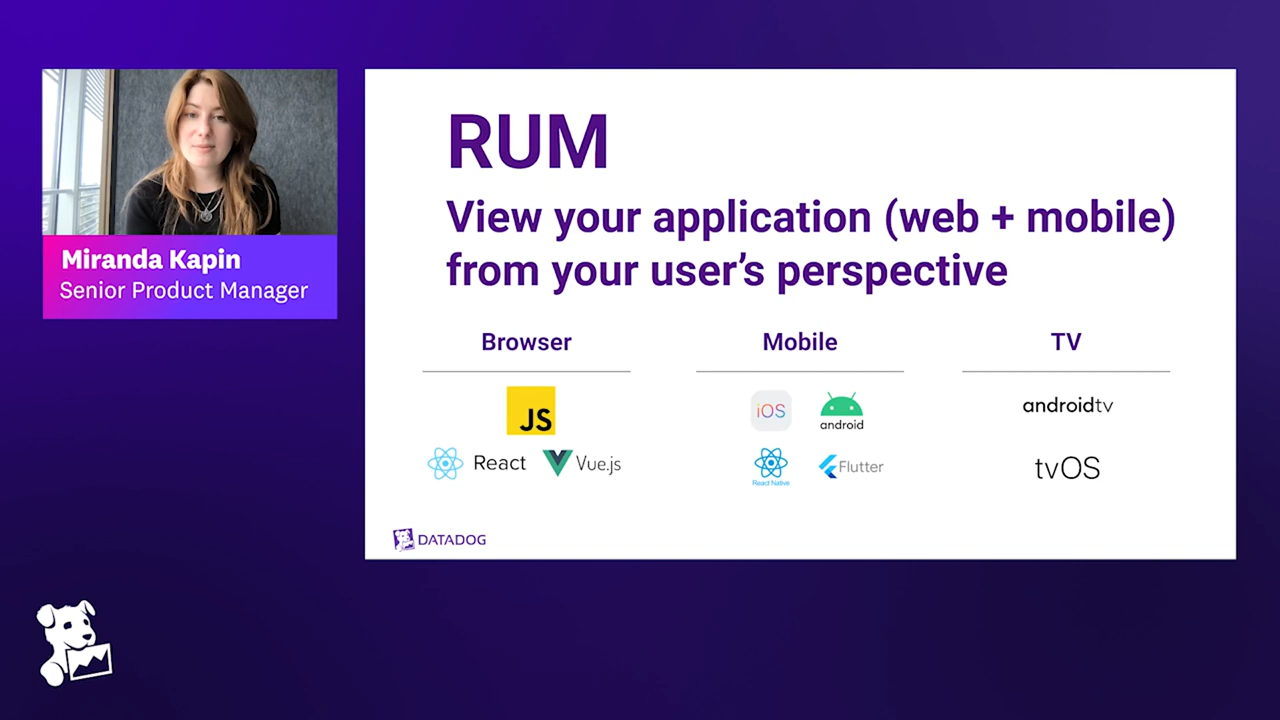 Miranda Kapin
Senior Product Manager
RUM
View your application (web + mobile)
from your user’s perspective
Browser
JS
React
Vue.js
Mobile
iOS
android
React Native
Flutter
TV
androidtv
tvOS
DATADOG